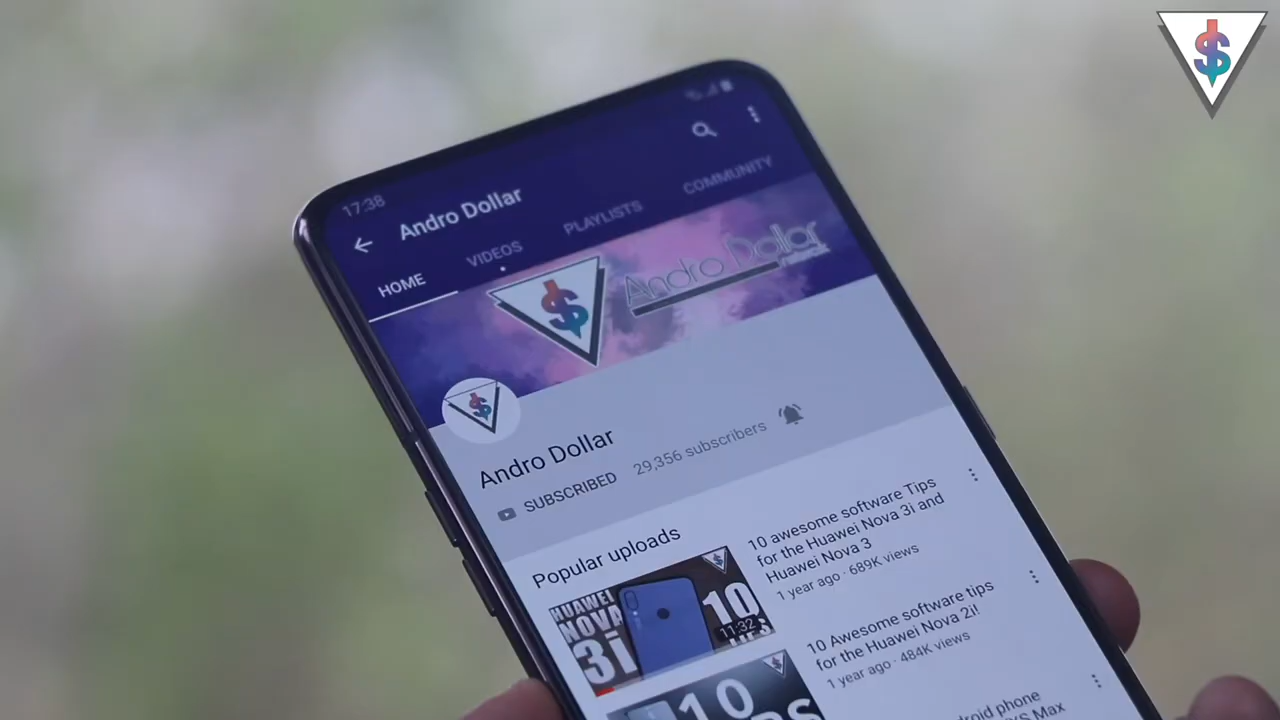 17:38
Andro Dollar
HOME
VIDEOS
PLAYLISTS
COMMUNITY
$
Andro Dollar
$
$
Andro Dollar
SUBSCRIBED
29,356 subscribers
Popular uploads
HUAWEI
NOVA
3i
10
11:32
10 awesome software Tips
for the Huawei Nova 3i and
Huawei Nova 3
1 year ago · 689K views
10
10 Awesome software tips
for the Huawei Nova 2i!
1 year ago · 484K views